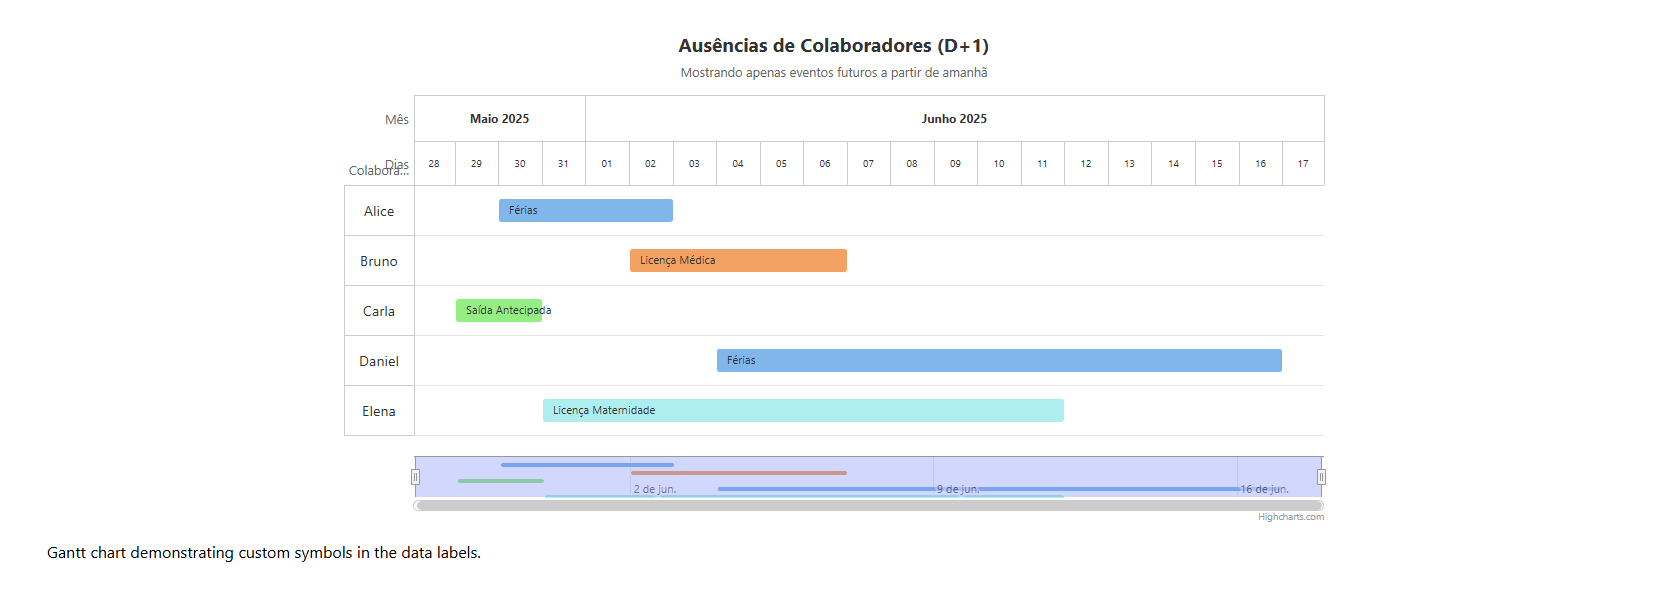 Ausências de Colaboradores (D+1)
Mostrando apenas eventos futuros a partir de amanhã
Mês Maio 2025 Junho 2025
Dias 28 29 30 31 01 02 03 04 05 06 07 08 09 10 11 12 13 14 15 16 17
Colabora...
Alice Férias
Bruno Licença Médica
Carla Saída Antecipada
Daniel Férias
Elena Licença Maternidade
2 de jun. 9 de jun. 16 de jun.
Highcharts.com
Gantt chart demonstrating custom symbols in the data labels.